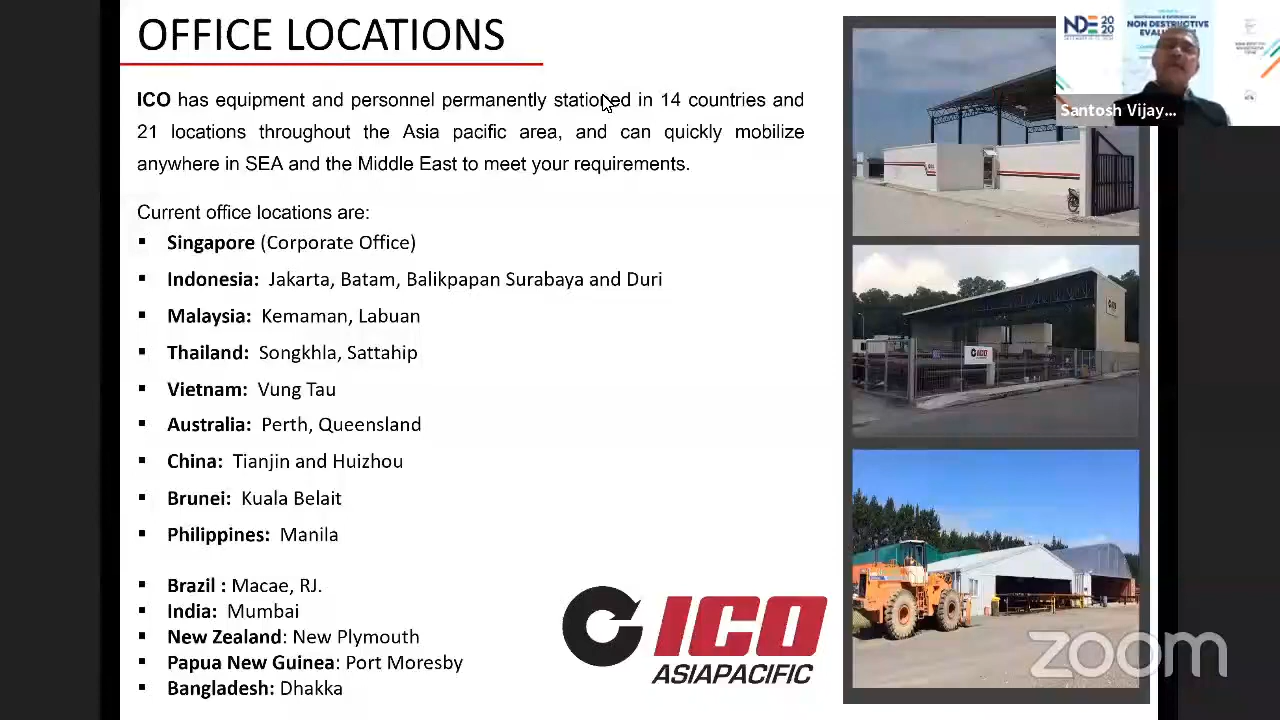 OFFICE LOCATIONS
ICO has equipment and personnel permanently stationed in 14 countries and
21 locations throughout the Asia pacific area, and can quickly mobilize
anywhere in SEA and the Middle East to meet your requirements.
Current office locations are:
▪ Singapore (Corporate Office)
▪ Indonesia: Jakarta, Batam, Balikpapan Surabaya and Duri
▪ Malaysia: Kemaman, Labuan
▪ Thailand: Songkhla, Sattahip
▪ Vietnam: Vung Tau
▪ Australia: Perth, Queensland
▪ China: Tianjin and Huizhou
▪ Brunei: Kuala Belait
▪ Philippines: Manila
▪ Brazil : Macae, RJ.
▪ India: Mumbai
▪ New Zealand: New Plymouth
▪ Papua New Guinea: Port Moresby
▪ Bangladesh: Dhakka
ICO
ASIAPACIFIC
ICO
NDE 2020
NON DESTRUCTIVE
Santosh Vijay...
zoom